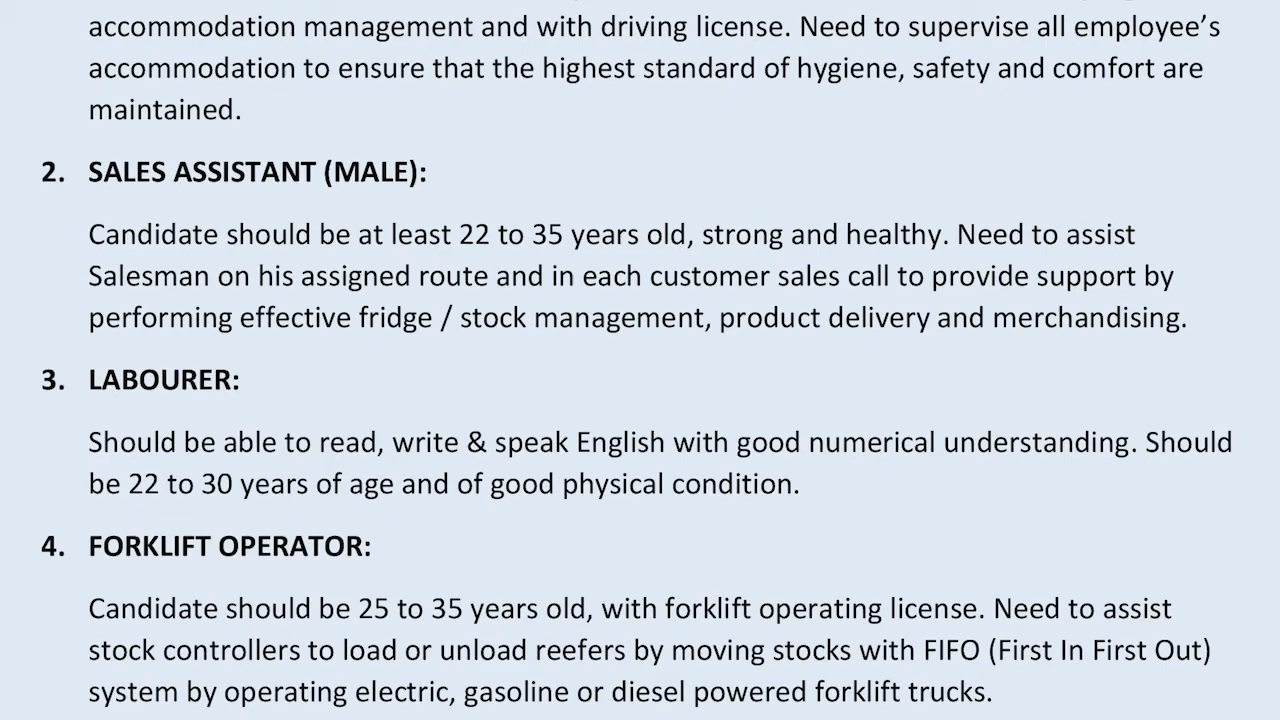 accommodation management and with driving license. Need to supervise all employee’s
accommodation to ensure that the highest standard of hygiene, safety and comfort are
maintained.
2. SALES ASSISTANT (MALE):
Candidate should be at least 22 to 35 years old, strong and healthy. Need to assist
Salesman on his assigned route and in each customer sales call to provide support by
performing effective fridge / stock management, product delivery and merchandising.
3. LABOURER:
Should be able to read, write & speak English with good numerical understanding. Should
be 22 to 30 years of age and of good physical condition.
4. FORKLIFT OPERATOR:
Candidate should be 25 to 35 years old, with forklift operating license. Need to assist
stock controllers to load or unload reefers by moving stocks with FIFO (First In First Out)
system by operating electric, gasoline or diesel powered forklift trucks.